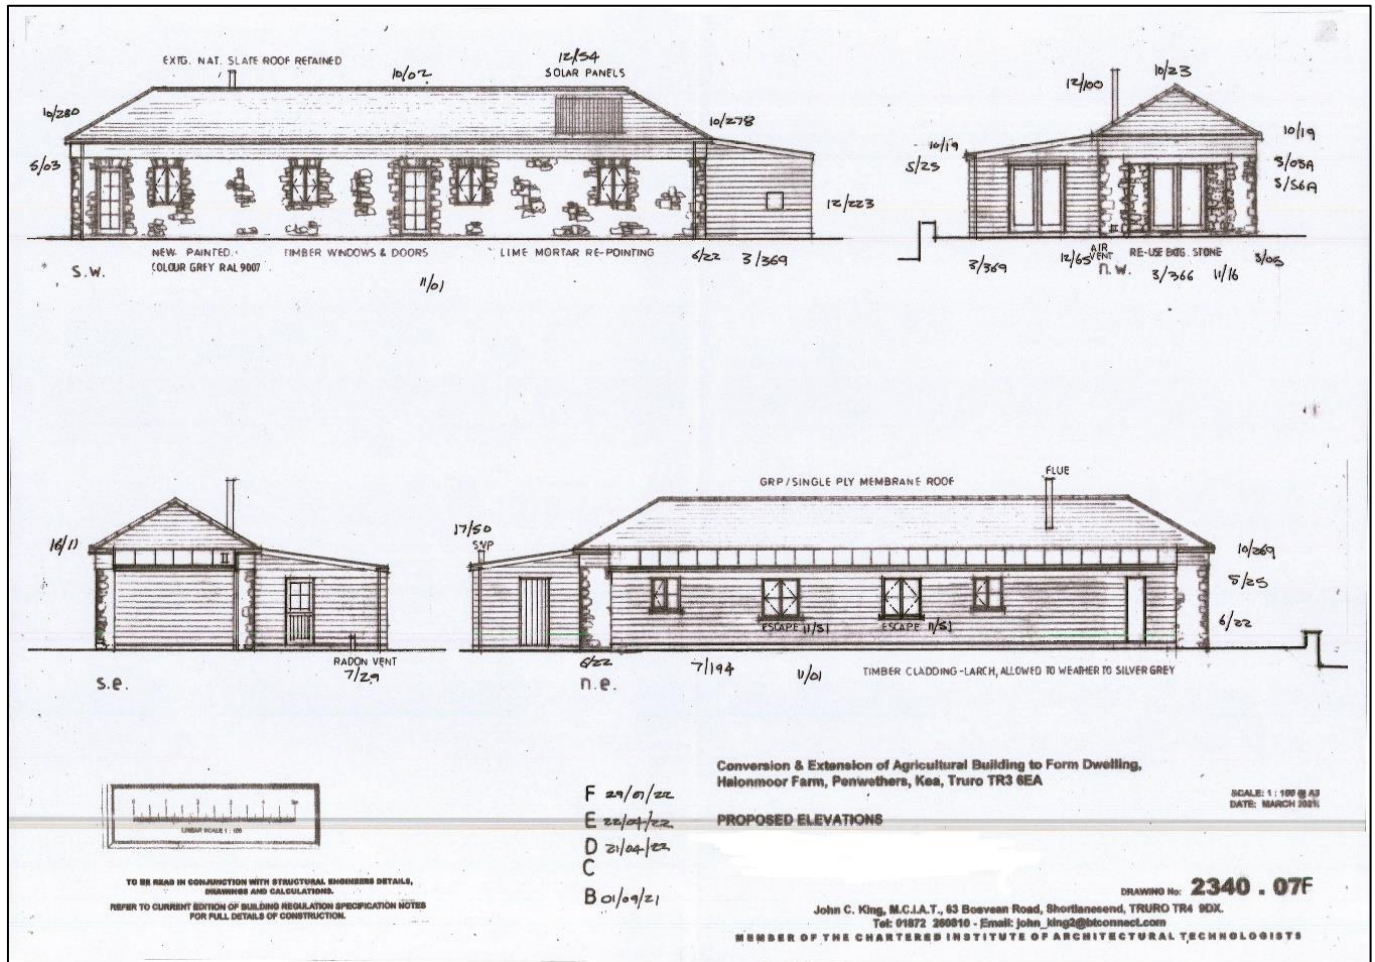 EXTG. NAT. SLATE ROOF RETAINED
10/02
12/54
SOLAR PANELS
10/280
10/278
5/03
12/223
NEW PAINTED. TIMBER WINDOWS & DOORS LIME MORTAR RE-POINTING
COLOUR GREY RAL 9007
6/22 3/369
S.W.
11/01
12/100
10/23
10/19
10/19
5/25
3/05A
3/56A
3/369
12/65
AIR VENT
RE-USE EXTG. STONE
3/05
n.w.
3/366 11/16
16/11
RADON VENT
7/29
s.e.
GRP/SINGLE PLY MEMBRANE ROOF
FLUE
17/50
SVP
10/269
5/25
6/22
ESCAPE 11/51
ESCAPE 11/51
6/22
7/194
11/01
TIMBER CLADDING - LARCH, ALLOWED TO WEATHER TO SILVER GREY
n.e.
Conversion & Extension of Agricultural Building to Form Dwelling,
Halonmoor Farm, Penwethers, Kea, Truro TR3 6EA
SCALE: 1 : 100 @ A3
DATE: MARCH
PROPOSED ELEVATIONS
F 29/07/22
E 22/04/22
D 21/04/22
C
B 01/09/21
LINEAR SCALE 1 : 100
TO BE READ IN CONJUNCTION WITH STRUCTURAL ENGINEERS DETAILS,
DRAWINGS AND CALCULATIONS.
REFER TO CURRENT EDITION OF BUILDING REGULATION SPECIFICATION NOTES
FOR FULL DETAILS OF CONSTRUCTION.
DRAWING No: 2340 . 07F
John C. King, M.C.I.A.T., 63 Bosvean Road, Shortlanesend, TRURO TR4 9DX.
Tel: 01872 260810 - Email: john_king2@btconnect.com
MEMBER OF THE CHARTERED INSTITUTE OF ARCHITECTURAL TECHNOLOGISTS